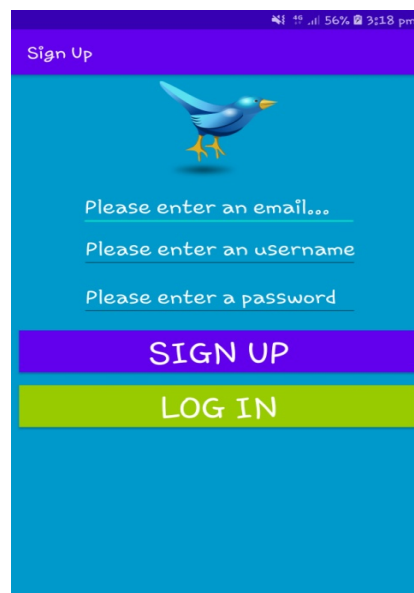 4G 56% 3:18 pm
Sign Up
Please enter an email...
Please enter an username
Please enter a password
SIGN UP
LOG IN